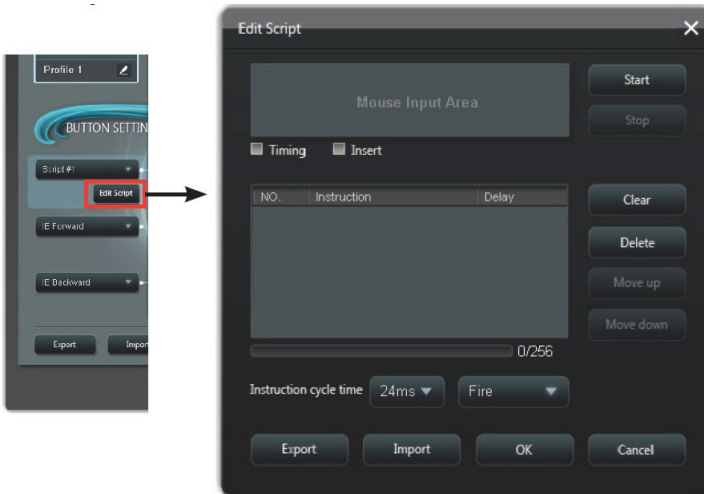 Profile 1
BUTTON SETTIN
Script #1
Edit Script
IE Forward
IE Backward
Export
Impor
Edit Script
Mouse Input Area
Start
Stop
Timing
Insert
NO. Instruction Delay
Clear
Delete
Move up
Move down
0/256
Instruction cycle time 24ms Fire
Export Import OK Cancel